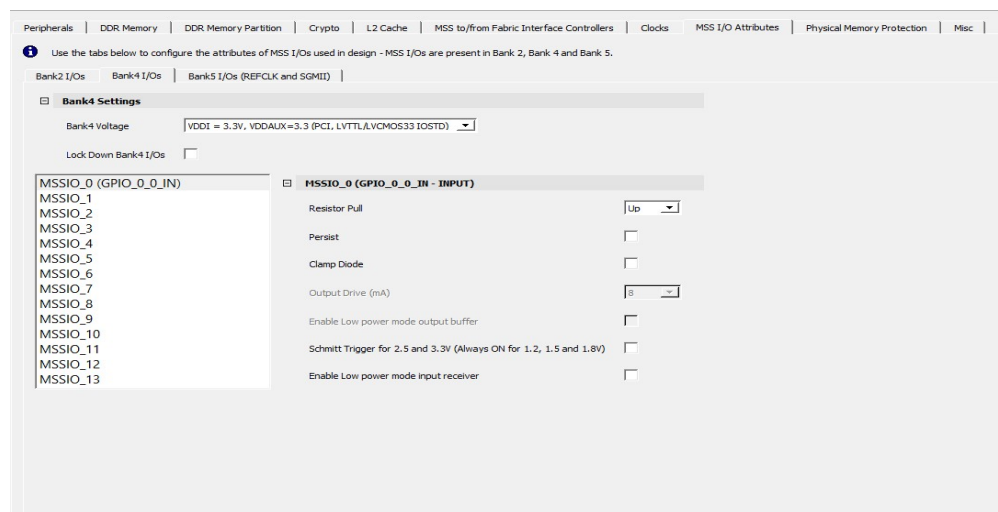 Peripherals | DDR Memory | DDR Memory Partition | Crypto | L2 Cache | MSS to/from Fabric Interface Controllers | Clocks | MSS I/O Attributes | Physical Memory Protection | Misc |
Use the tabs below to configure the attributes of MSS I/Os used in design - MSS I/Os are present in Bank 2, Bank 4 and Bank 5.
Bank2 I/Os Bank4 I/Os | Bank5 I/Os (REFCLK and SGMII) |
Bank4 Settings
Bank4 Voltage VDDI = 3.3V, VDDAUX=3.3 (PCI, LVTTL/LVCMOS33 IOSTD)
Lock Down Bank4 I/Os
MSSIO_0 (GPIO_0_0_IN)
MSSIO_1
MSSIO_2
MSSIO_3
MSSIO_4
MSSIO_5
MSSIO_6
MSSIO_7
MSSIO_8
MSSIO_9
MSSIO_10
MSSIO_11
MSSIO_12
MSSIO_13
MSSIO_0 (GPIO_0_0_IN - INPUT)
Resistor Pull Up
Persist
Clamp Diode
Output Drive (mA) 8
Enable Low power mode output buffer
Schmitt Trigger for 2.5 and 3.3V (Always ON for 1.2, 1.5 and 1.8V)
Enable Low power mode input receiver